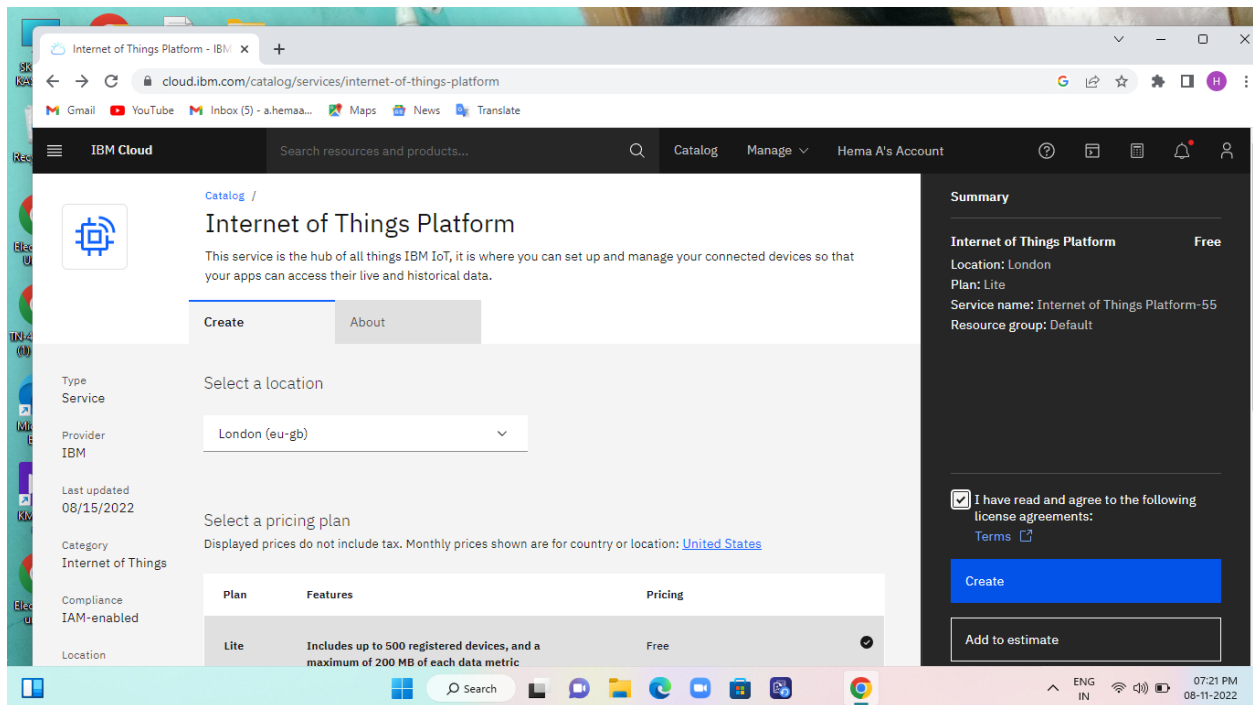 Internet of Things Platform - IBM
cloud.ibm.com/catalog/services/internet-of-things-platform
G
H
Gmail
YouTube
Inbox (5) - a.hemaa...
Maps
News
Translate
IBM Cloud
Search resources and products...
Catalog
Manage
Hema A's Account
Catalog /
Internet of Things Platform
This service is the hub of all things IBM IoT, it is where you can set up and manage your connected devices so that
your apps can access their live and historical data.
Create
About
Type
Service
Provider
IBM
Last updated
08/15/2022
Category
Internet of Things
Compliance
IAM-enabled
Location
Select a location
London (eu-gb)
Select a pricing plan
Displayed prices do not include tax. Monthly prices shown are for country or location: United States
Plan Features Pricing
Lite Includes up to 500 registered devices, and a Free
maximum of 200 MB of each data metric
Summary
Internet of Things Platform Free
Location: London
Plan: Lite
Service name: Internet of Things Platform-55
Resource group: Default
I have read and agree to the following
license agreements:
Terms
Create
Add to estimate
Search
ENG
IN
07:21 PM
08-11-2022